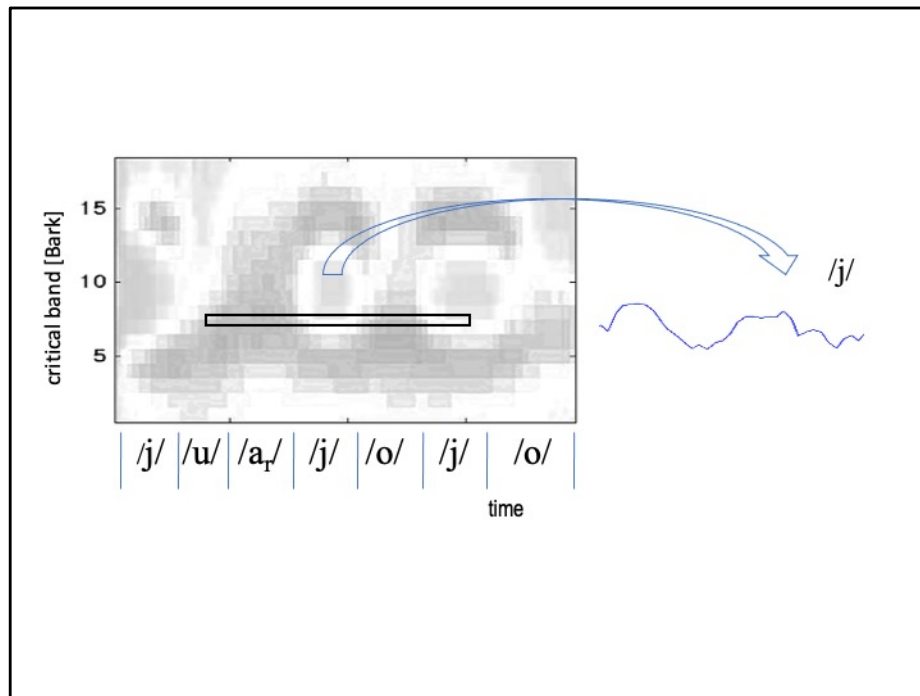 critical band [Bark]
15
10
5
/j/
/j/ /u/ /aᵣ/ /j/ /o/ /j/ /o/
time